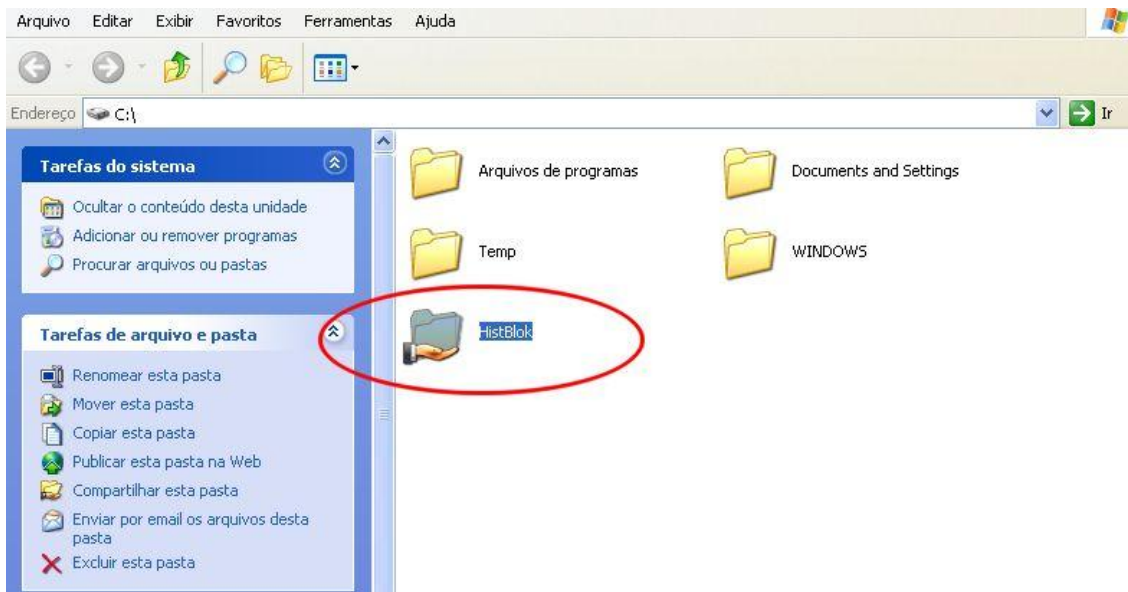 Arquivo Editar Exibir Favoritos Ferramentas Ajuda
Endereço C:\ Ir
Tarefas do sistema
Ocultar o conteúdo desta unidade
Adicionar ou remover programas
Procurar arquivos ou pastas
Tarefas de arquivo e pasta
Renomear esta pasta
Mover esta pasta
Copiar esta pasta
Publicar esta pasta na Web
Compartilhar esta pasta
Enviar por email os arquivos desta
pasta
Excluir esta pasta
Arquivos de programas Documents and Settings
Temp WINDOWS
HistBlok